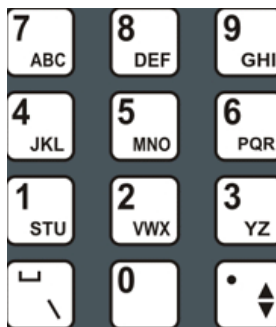 7 8 9
ABC DEF GHI
4 5 6
JKL MNO PQR
1 2 3
STU VWX YZ
␣ 0 .
\